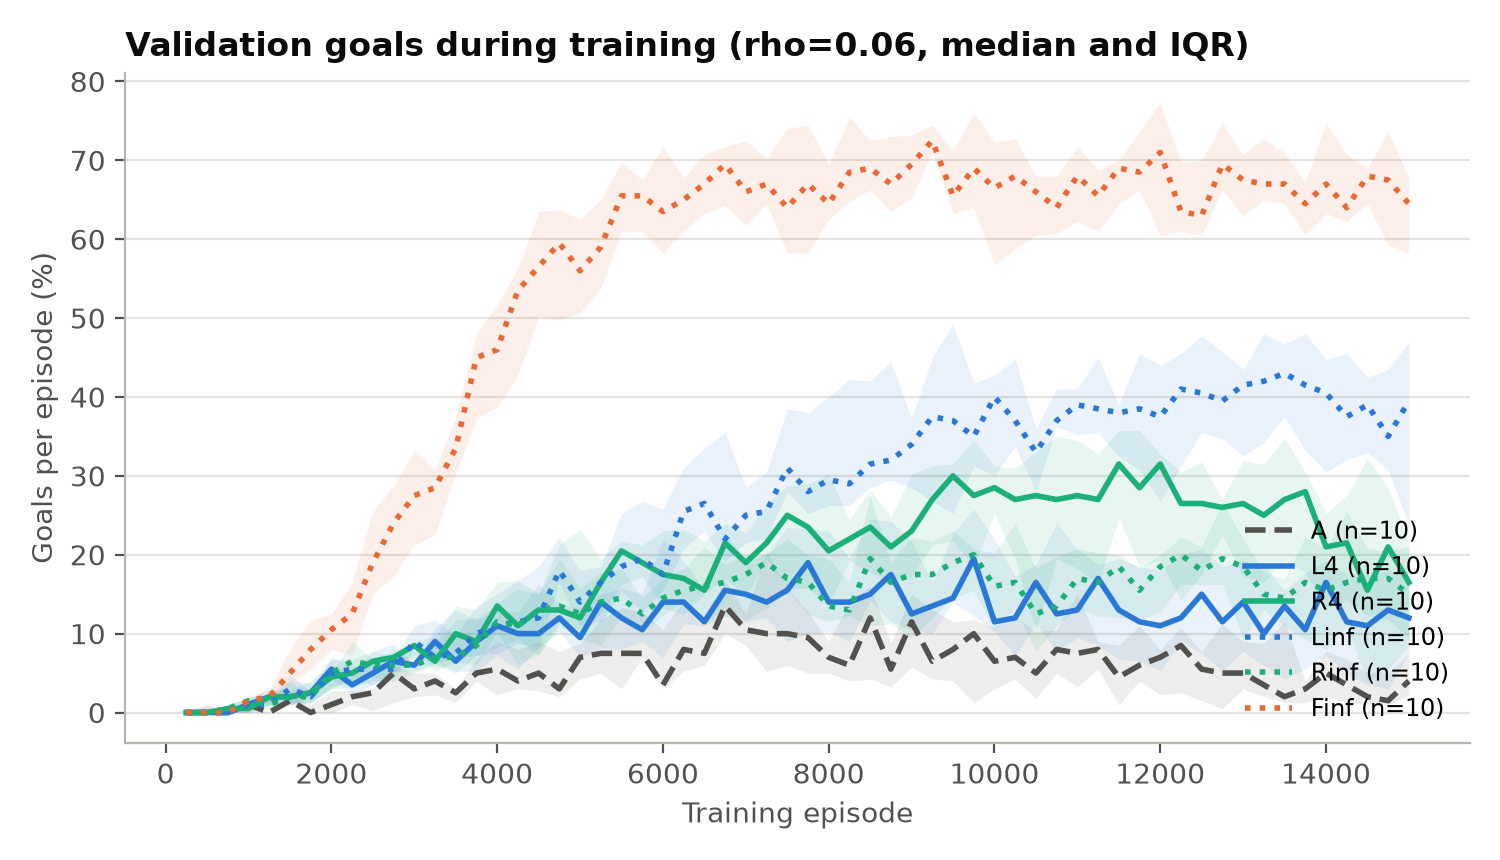 Validation goals during training (rho=0.06, median and IQR)
80
70
60
50
40
30
20
10
0
Goals per episode (%)
A (n=10)
L4 (n=10)
R4 (n=10)
Linf (n=10)
Rinf (n=10)
Finf (n=10)
0 2000 4000 6000 8000 10000 12000 14000
Training episode